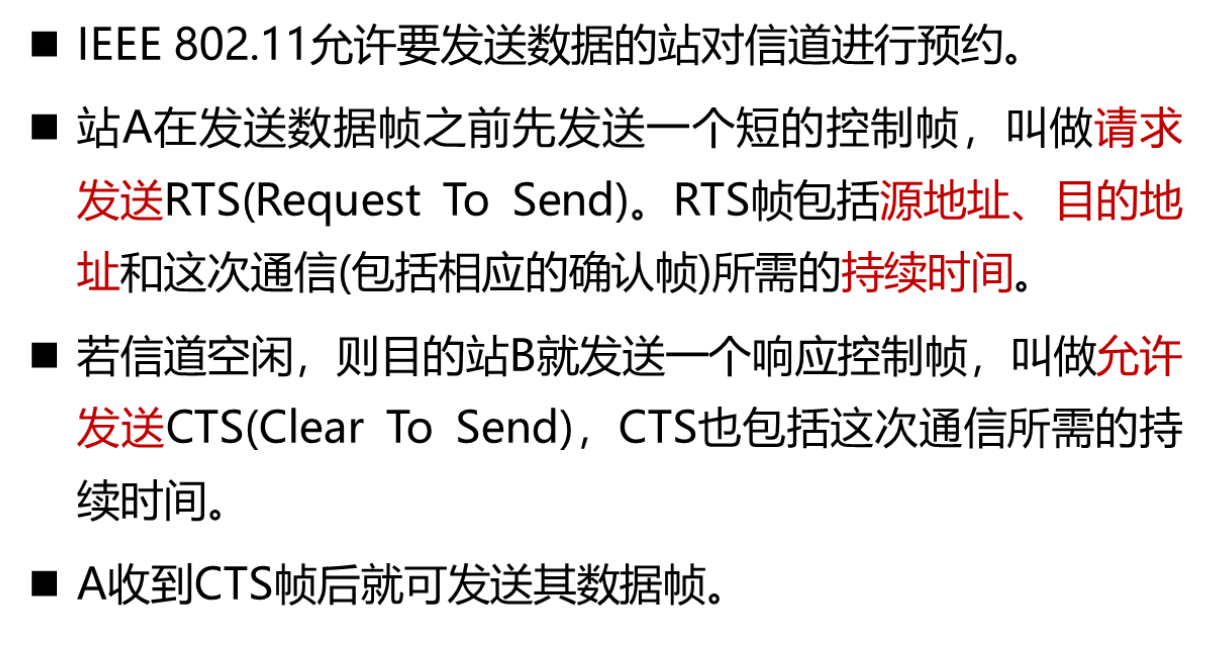 ■ IEEE 802.11允许要发送数据的站对信道进行预约。
■ 站A在发送数据帧之前先发送一个短的控制帧，叫做请求
发送RTS(Request To Send)。RTS帧包括源地址、目的地
址和这次通信(包括相应的确认帧)所需的持续时间。
■ 若信道空闲，则目的站B就发送一个响应控制帧，叫做允许
发送CTS(Clear To Send)，CTS也包括这次通信所需的持
续时间。
■ A收到CTS帧后就可发送其数据帧。